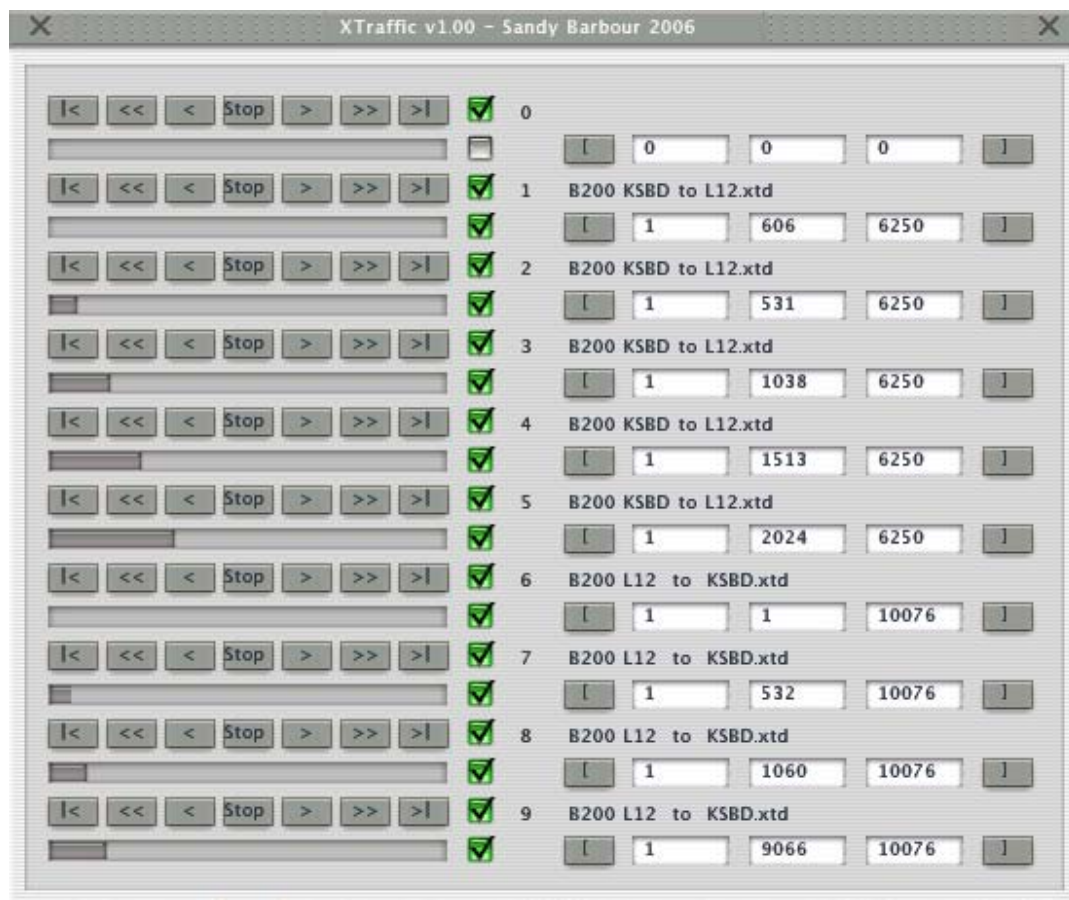 XTraffic v1.00 - Sandy Barbour 2006
|< << < Stop > >> >| 0
[ 0 0 0 ]
|< << < Stop > >> >| 1 B200 KSBD to L12.xtd
[ 1 606 6250 ]
|< << < Stop > >> >| 2 B200 KSBD to L12.xtd
[ 1 531 6250 ]
|< << < Stop > >> >| 3 B200 KSBD to L12.xtd
[ 1 1038 6250 ]
|< << < Stop > >> >| 4 B200 KSBD to L12.xtd
[ 1 1513 6250 ]
|< << < Stop > >> >| 5 B200 KSBD to L12.xtd
[ 1 2024 6250 ]
|< << < Stop > >> >| 6 B200 L12 to KSBD.xtd
[ 1 1 10076 ]
|< << < Stop > >> >| 7 B200 L12 to KSBD.xtd
[ 1 532 10076 ]
|< << < Stop > >> >| 8 B200 L12 to KSBD.xtd
[ 1 1060 10076 ]
|< << < Stop > >> >| 9 B200 L12 to KSBD.xtd
[ 1 9066 10076 ]